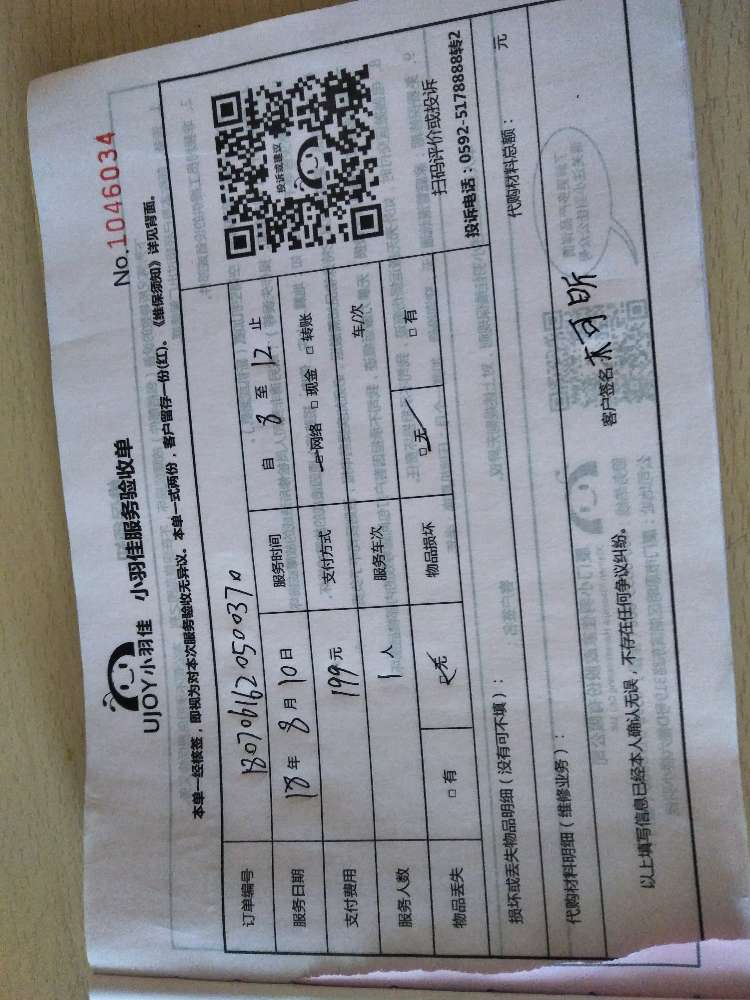 UJOY小羽佳 小羽佳服务验收单
No.1046034
本单一经核签，即视为对本次服务验收无异议。本单一式两份，客户留存一份(红)。《维保须知》详见背面。
订单编号 1807061620500370
服务日期 18年8月10日 服务时间 自8至12止
支付费用 199元 支付方式 □网络 □现金 □转账
服务人数 1人 服务车次 车/次
物品丢失 □有 □无 物品损坏 □无 □有
投诉或建议
扫码评价或投诉
投诉电话：0592-5178888转2
损坏或丢失物品明细（没有可不填）：
代购材料明细（维修业务）： 代购材料总额： 元
以上填写信息已经本人确认无误，不存在任何争议纠纷。 客户签名：